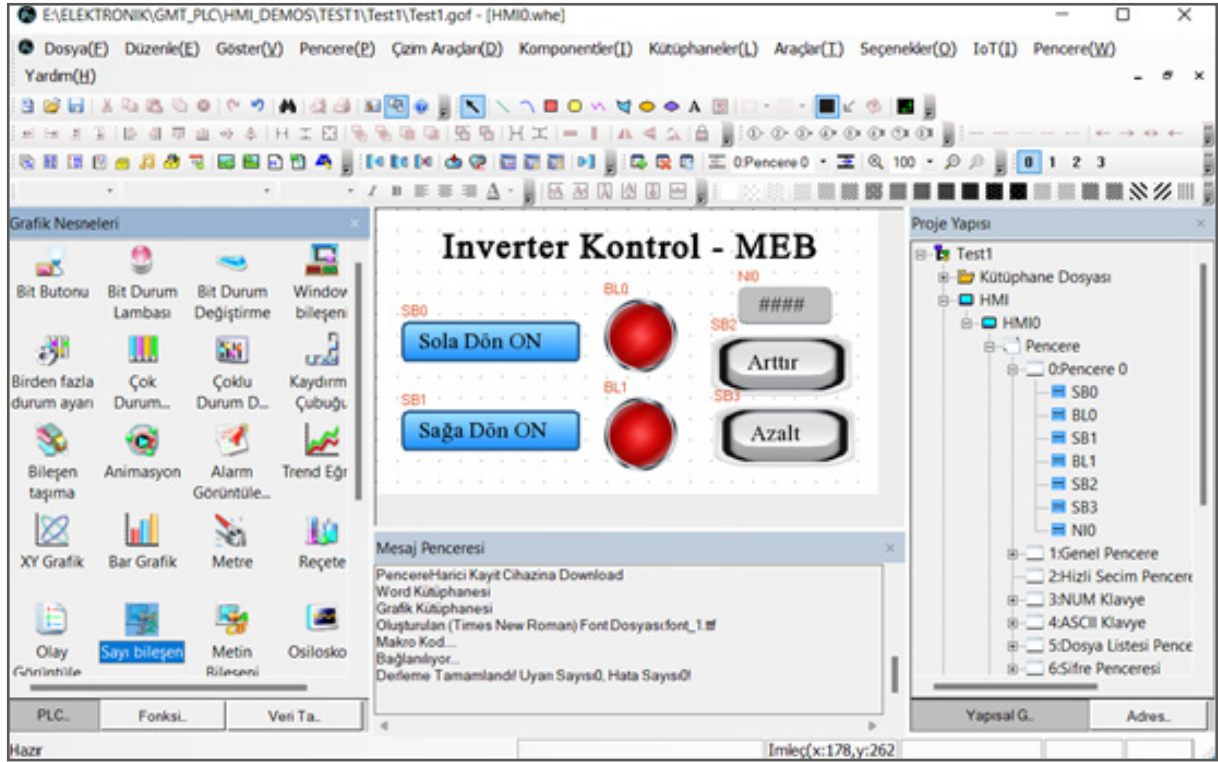 E:\ELEKTRONIK\GMT_PLC\HMI_DEMOS\TEST1\Test1\Test1.gof - [HMI0.whe]
Dosya(F) Düzenle(E) Göster(V) Pencere(P) Çizim Araçları(D) Komponentler(I) Kütüphaneler(L) Araçlar(T) Seçenekler(O) IoT(J) Pencere(W)
Yardım(H)
0.Pencere 0 100 0 1 2 3
Grafik Nesneleri
Bit Butonu Bit Durum Lambası Bit Durum Değiştirme Window bileşeni
Birden fazla durum ayarı Çok Durum... Çoklu Durum D... Kaydırm Çubuğu
Bileşen taşıma Animasyon Alarm Görüntüle... Trend Eğr
XY Grafik Bar Grafik Metre Reçete
Olay Görüntüle Sayı bileşen Metin Bileşeni Osilosko
PLC.. Fonksi.. Veri Ta..
Inverter Kontrol - MEB
NI0
####
BL0
SB0
Sola Dön ON
SB2
Arttır
BL1
SB1
Sağa Dön ON
SB3
Azalt
Mesaj Penceresi
PencereHarici Kayit Cihazina Download
Word Kütüphanesi
Grafik Kütüphanesi
Oluşturulan (Times New Roman) Font Dosyası:font_1.ttf
Makro Kod...
Bağlanılıyor...
Derleme Tamamlandı! Uyarı Sayısı0, Hata Sayısı0!
Proje Yapısı
Test1
Kütüphane Dosyası
HMI
HMI0
Pencere
0:Pencere 0
SB0
BL0
SB1
BL1
SB2
SB3
NI0
1:Genel Pencere
2:Hizli Secim Pencere
3:NUM Klavye
4:ASCII Klavye
5:Dosya Listesi Pence
6:Sifre Penceresi
Yapısal G.. Adres..
Hazır
Imleç(x:178,y:262